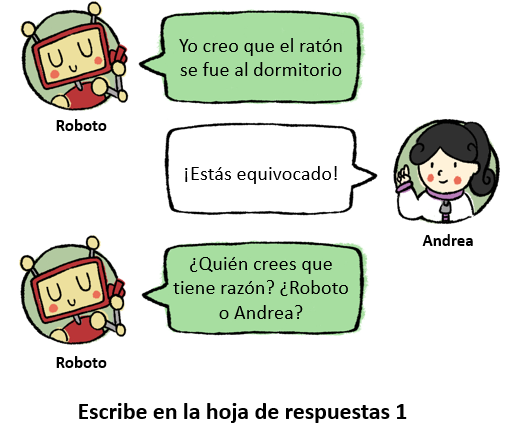 Yo creo que el ratón
se fue al dormitorio
Roboto
¡Estás equivocado!
Andrea
¿Quién crees que
tiene razón? ¿Roboto
o Andrea?
Roboto
Escribe en la hoja de respuestas 1